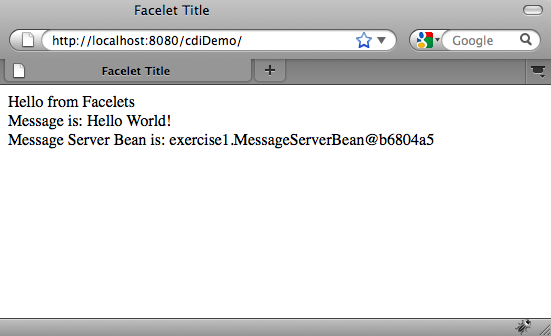 Facelet Title
http://localhost:8080/cdiDemo/
Google
Facelet Title
Hello from Facelets
Message is: Hello World!
Message Server Bean is: exercise1.MessageServerBean@b6804a5